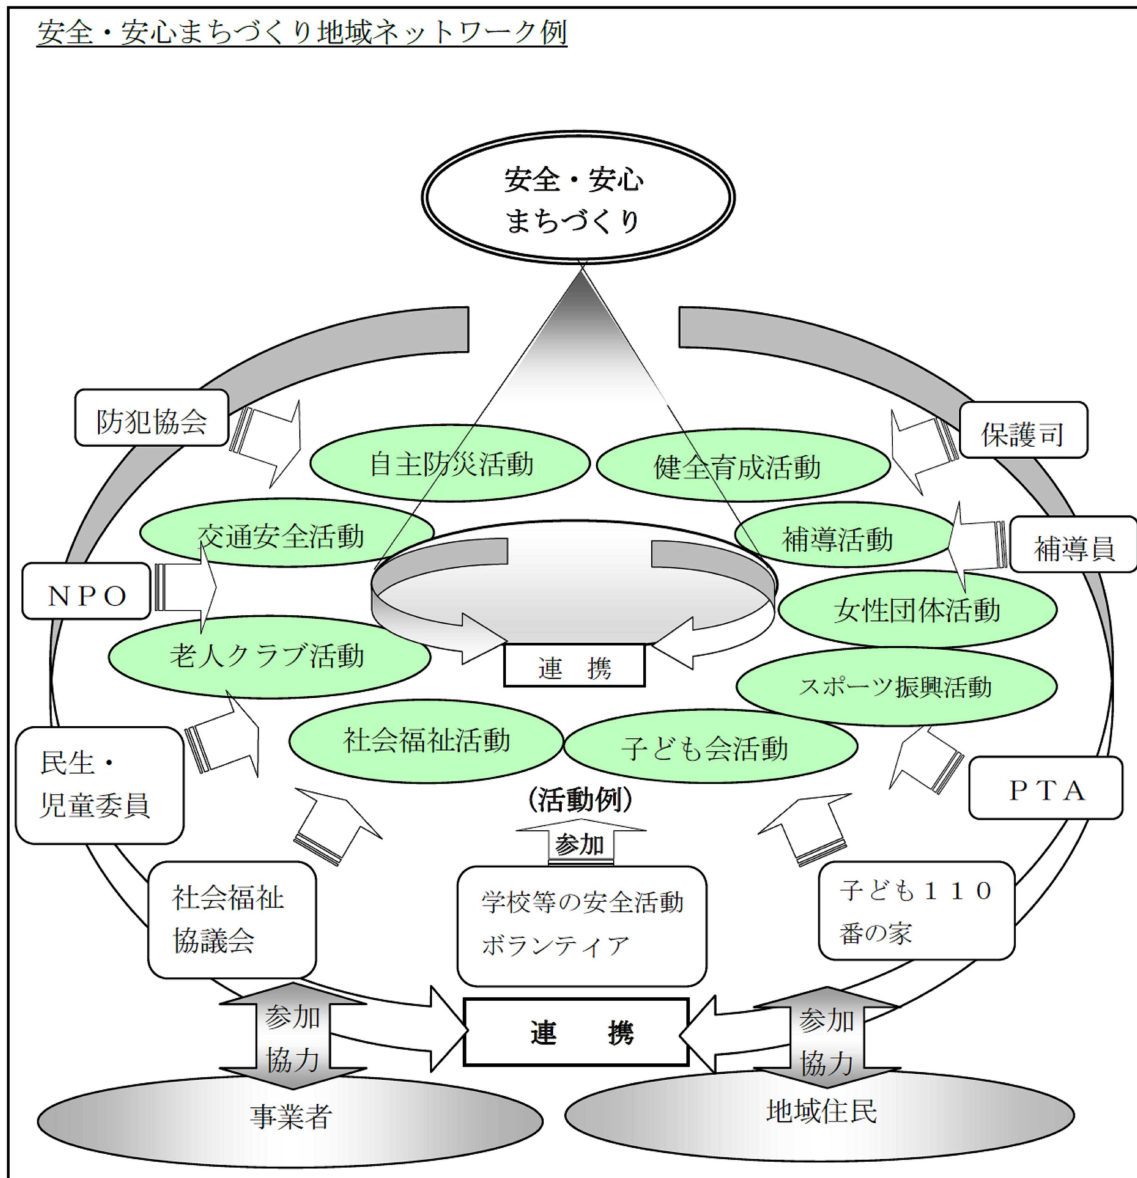 安全・安心まちづくり地域ネットワーク例
安全・安心
まちづくり
防犯協会
保護司
自主防災活動
健全育成活動
交通安全活動
補導活動
補導員
NPO
女性団体活動
老人クラブ活動
連 携
スポーツ振興活動
社会福祉活動
子ども会活動
民生・
児童委員
PTA
(活動例)
参加
社会福祉
協議会
学校等の安全活動
ボランティア
子ども110
番の家
参加
協力
連 携
参加
協力
事業者
地域住民